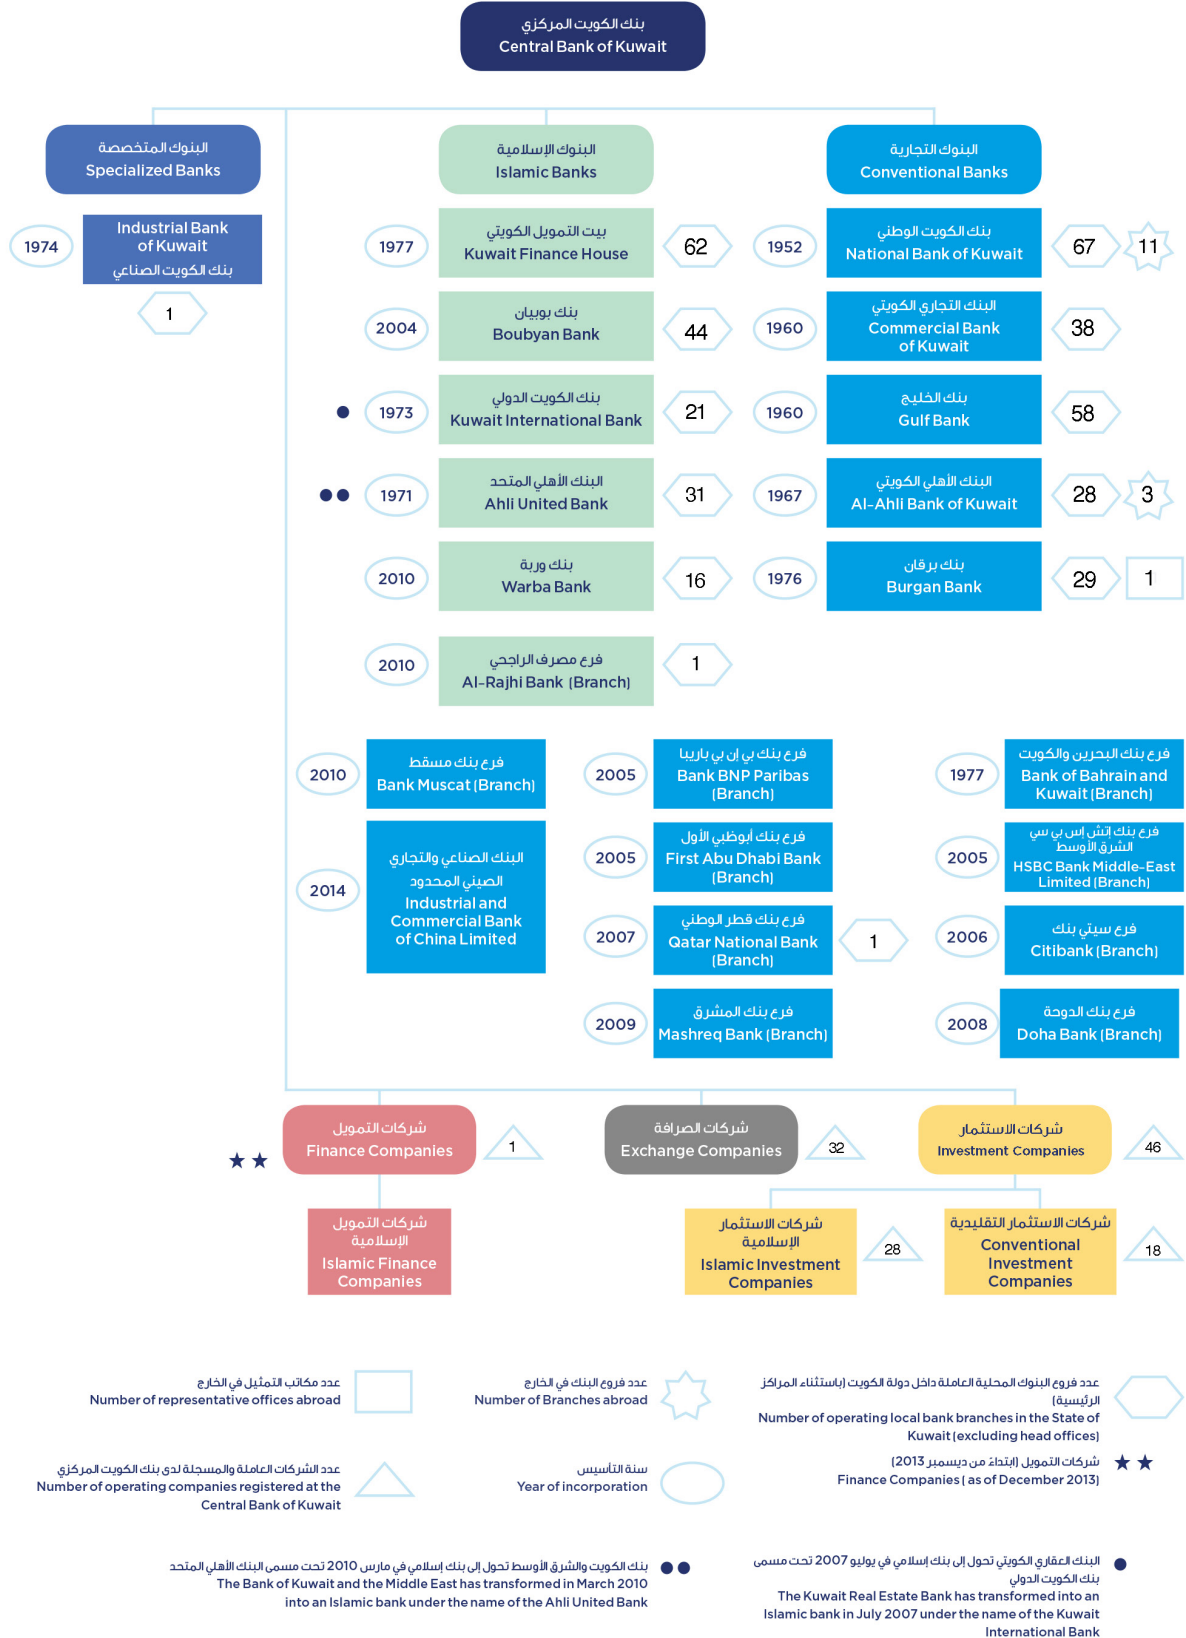 بنك الكويت المركزي
Central Bank of Kuwait
البنوك المتخصصة
Specialized Banks
البنوك الإسلامية
Islamic Banks
البنوك التجارية
Conventional Banks
1974
Industrial Bank
of Kuwait
بنك الكويت الصناعي
1
1977
بيت التمويل الكويتي
Kuwait Finance House
62
2004
بنك بوبيان
Boubyan Bank
44
1973
بنك الكويت الدولي
Kuwait International Bank
21
1971
البنك الأهلي المتحد
Ahli United Bank
31
2010
بنك وربة
Warba Bank
16
2010
فرع مصرف الراجحي
Al-Rajhi Bank (Branch)
1
1952
بنك الكويت الوطني
National Bank of Kuwait
67
11
1960
البنك التجاري الكويتي
Commercial Bank
of Kuwait
38
1960
بنك الخليج
Gulf Bank
58
1967
البنك الأهلي الكويتي
Al-Ahli Bank of Kuwait
28
3
1976
بنك برقان
Burgan Bank
29
1
2010
فرع بنك مسقط
Bank Muscat (Branch)
2014
البنك الصناعي والتجاري
الصيني المحدود
Industrial and
Commercial Bank
of China Limited
2005
فرع بنك بي إن بي باريبا
Bank BNP Paribas
(Branch)
2005
فرع بنك أبوظبي الأول
First Abu Dhabi Bank
(Branch)
2007
فرع بنك قطر الوطني
Qatar National Bank
(Branch)
1
2009
فرع بنك المشرق
Mashreq Bank (Branch)
1977
فرع بنك البحرين والكويت
Bank of Bahrain and
Kuwait (Branch)
2005
فرع بنك إتش إس بي سي
الشرق الأوسط
HSBC Bank Middle-East
Limited (Branch)
2006
فرع سيتي بنك
Citibank (Branch)
2008
فرع بنك الدوحة
Doha Bank (Branch)
شركات التمويل
Finance Companies
1
شركات الصرافة
Exchange Companies
32
شركات الاستثمار
Investment Companies
46
شركات التمويل
الإسلامية
Islamic Finance
Companies
شركات الاستثمار
الإسلامية
Islamic Investment
Companies
28
شركات الاستثمار التقليدية
Conventional
Investment
Companies
18
عدد مكاتب التمثيل في الخارج
Number of representative offices abroad
عدد فروع البنك في الخارج
Number of Branches abroad
عدد فروع البنوك المحلية العاملة داخل دولة الكويت (باستثناء المراكز
الرئيسية)
Number of operating local bank branches in the State of
Kuwait (excluding head offices)
عدد الشركات العاملة والمسجلة لدى بنك الكويت المركزي
Number of operating companies registered at the
Central Bank of Kuwait
سنة التأسيس
Year of incorporation
شركات التمويل (ابتداءً من ديسمبر 2013)
Finance Companies ( as of December 2013)
بنك الكويت والشرق الأوسط تحول إلى بنك إسلامي في مارس 2010 تحت مسمى البنك الأهلي المتحد
The Bank of Kuwait and the Middle East has transformed in March 2010
into an Islamic bank under the name of the Ahli United Bank
البنك العقاري الكويتي تحول إلى بنك إسلامي في يوليو 2007 تحت مسمى
بنك الكويت الدولي
The Kuwait Real Estate Bank has transformed into an
Islamic bank in July 2007 under the name of the Kuwait
International Bank